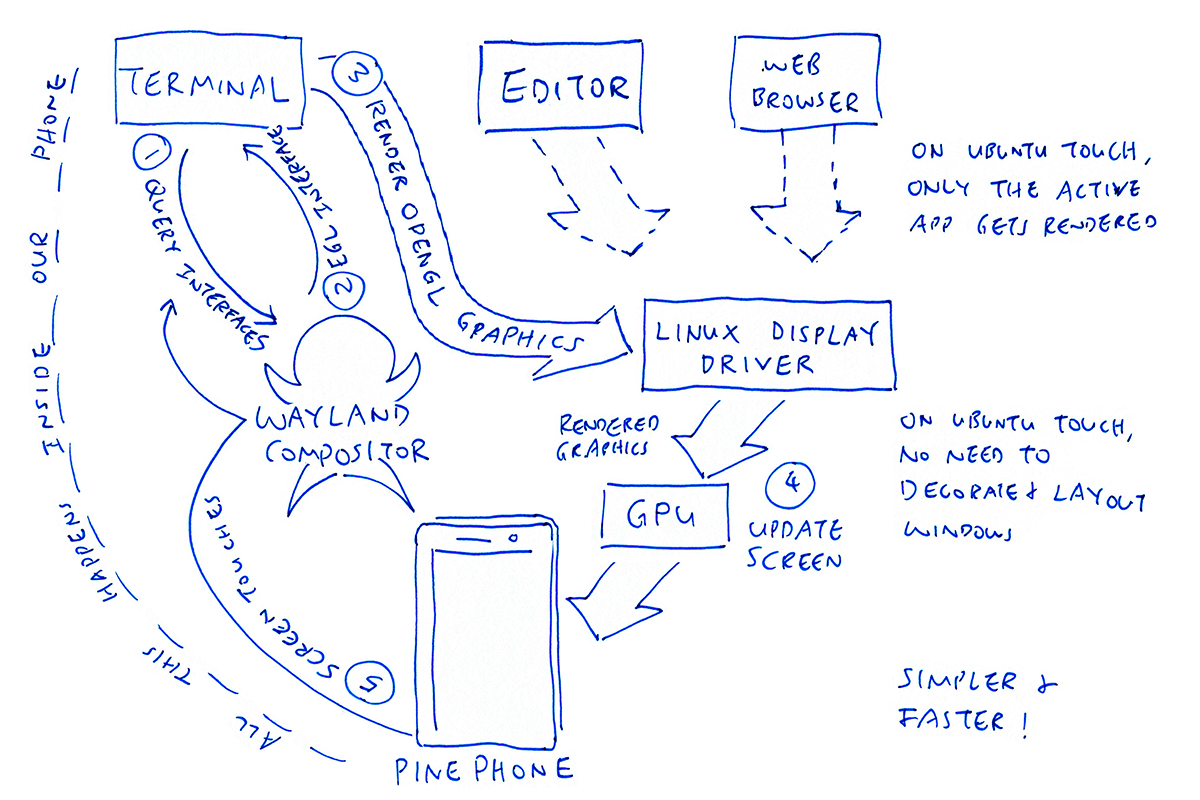 TERMINAL
EDITOR
.WEB
BROWSER
① QUERY INTERFACES
② EGL INTERFACE
③ RENDER OPENGL GRAPHICS
ON UBUNTU TOUCH,
ONLY THE ACTIVE
APP GETS RENDERED
LINUX DISPLAY
DRIVER
WAYLAND
COMPOSITOR
RENDERED
GRAPHICS
ON UBUNTU TOUCH,
NO NEED TO
DECORATE & LAYOUT
WINDOWS
GPU
④
UPDATE
SCREEN
⑤ SCREEN TOUCHES
PINEPHONE
SIMPLER &
FASTER!
ALL THIS HAPPENS INSIDE OUR PHONE